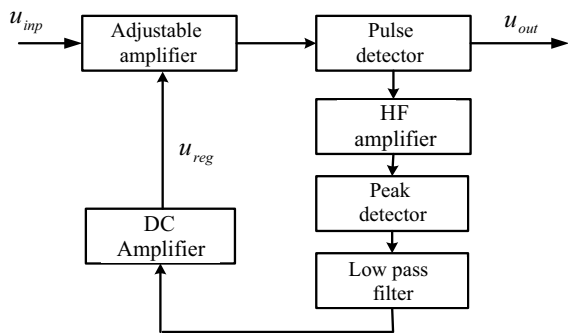 u_inp
Adjustable
amplifier
Pulse
detector
u_out
HF
amplifier
u_reg
Peak
detector
DC
Amplifier
Low pass
filter